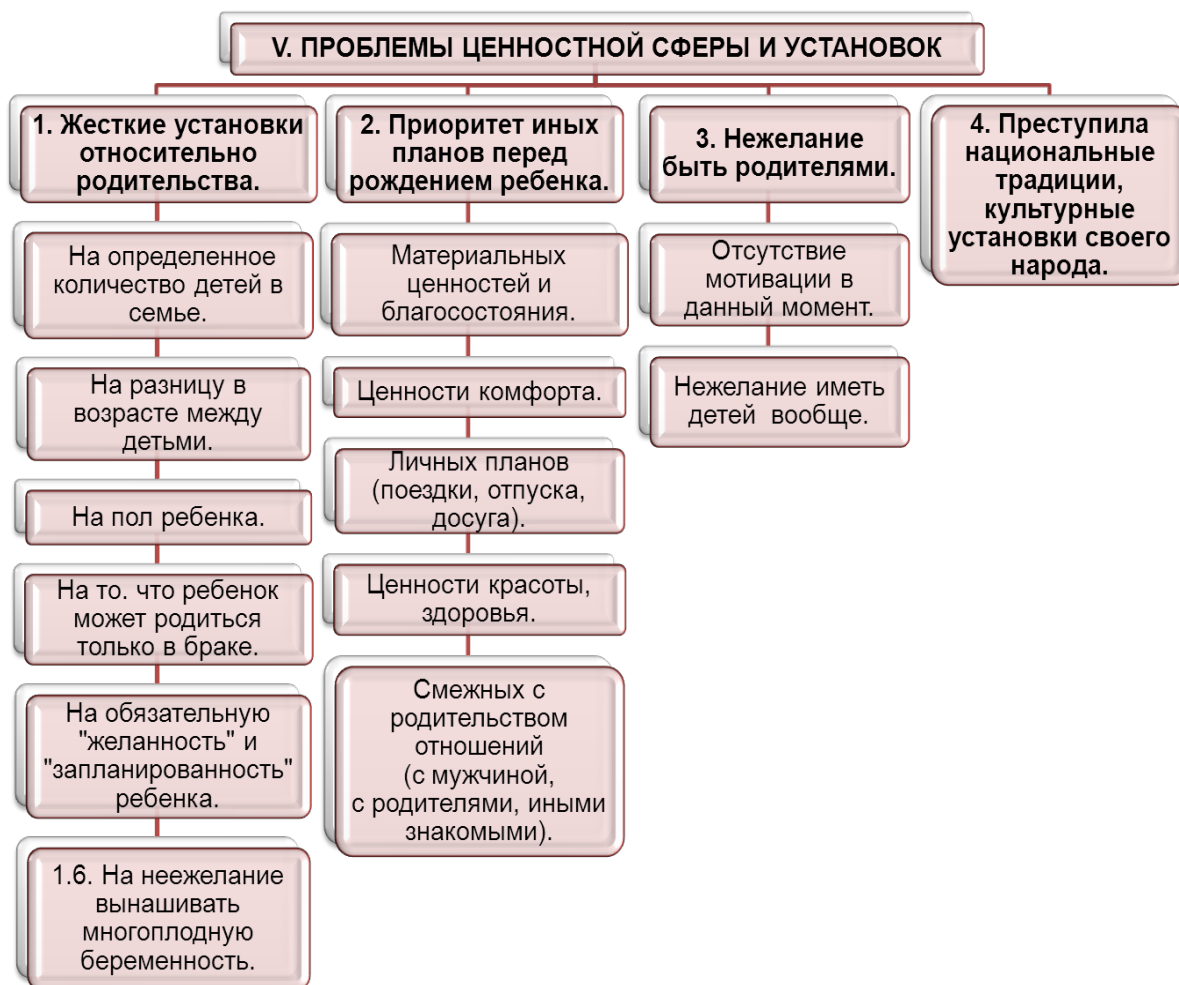 V. ПРОБЛЕМЫ ЦЕННОСТНОЙ СФЕРЫ И УСТАНОВОК
1. Жесткие установки
относительно
родительства.
На определенное
количество детей в
семье.
На разницу в
возрасте между
детьми.
На пол ребенка.
На то. что ребенок
может родиться
только в браке.
На обязательную
"желанность" и
"запланированность"
ребенка.
1.6. На неежелание
вынашивать
многоплодную
беременность.
2. Приоритет иных
планов перед
рождением ребенка.
Материальных
ценностей и
благосостояния.
Ценности комфорта.
Личных планов
(поездки, отпуска,
досуга).
Ценности красоты,
здоровья.
Смежных с
родительством
отношений
(с мужчиной,
с родителями, иными
знакомыми).
3. Нежелание
быть родителями.
Отсутствие
мотивации в
данный момент.
Нежелание иметь
детей вообще.
4. Преступила
национальные
традиции,
культурные
установки своего
народа.